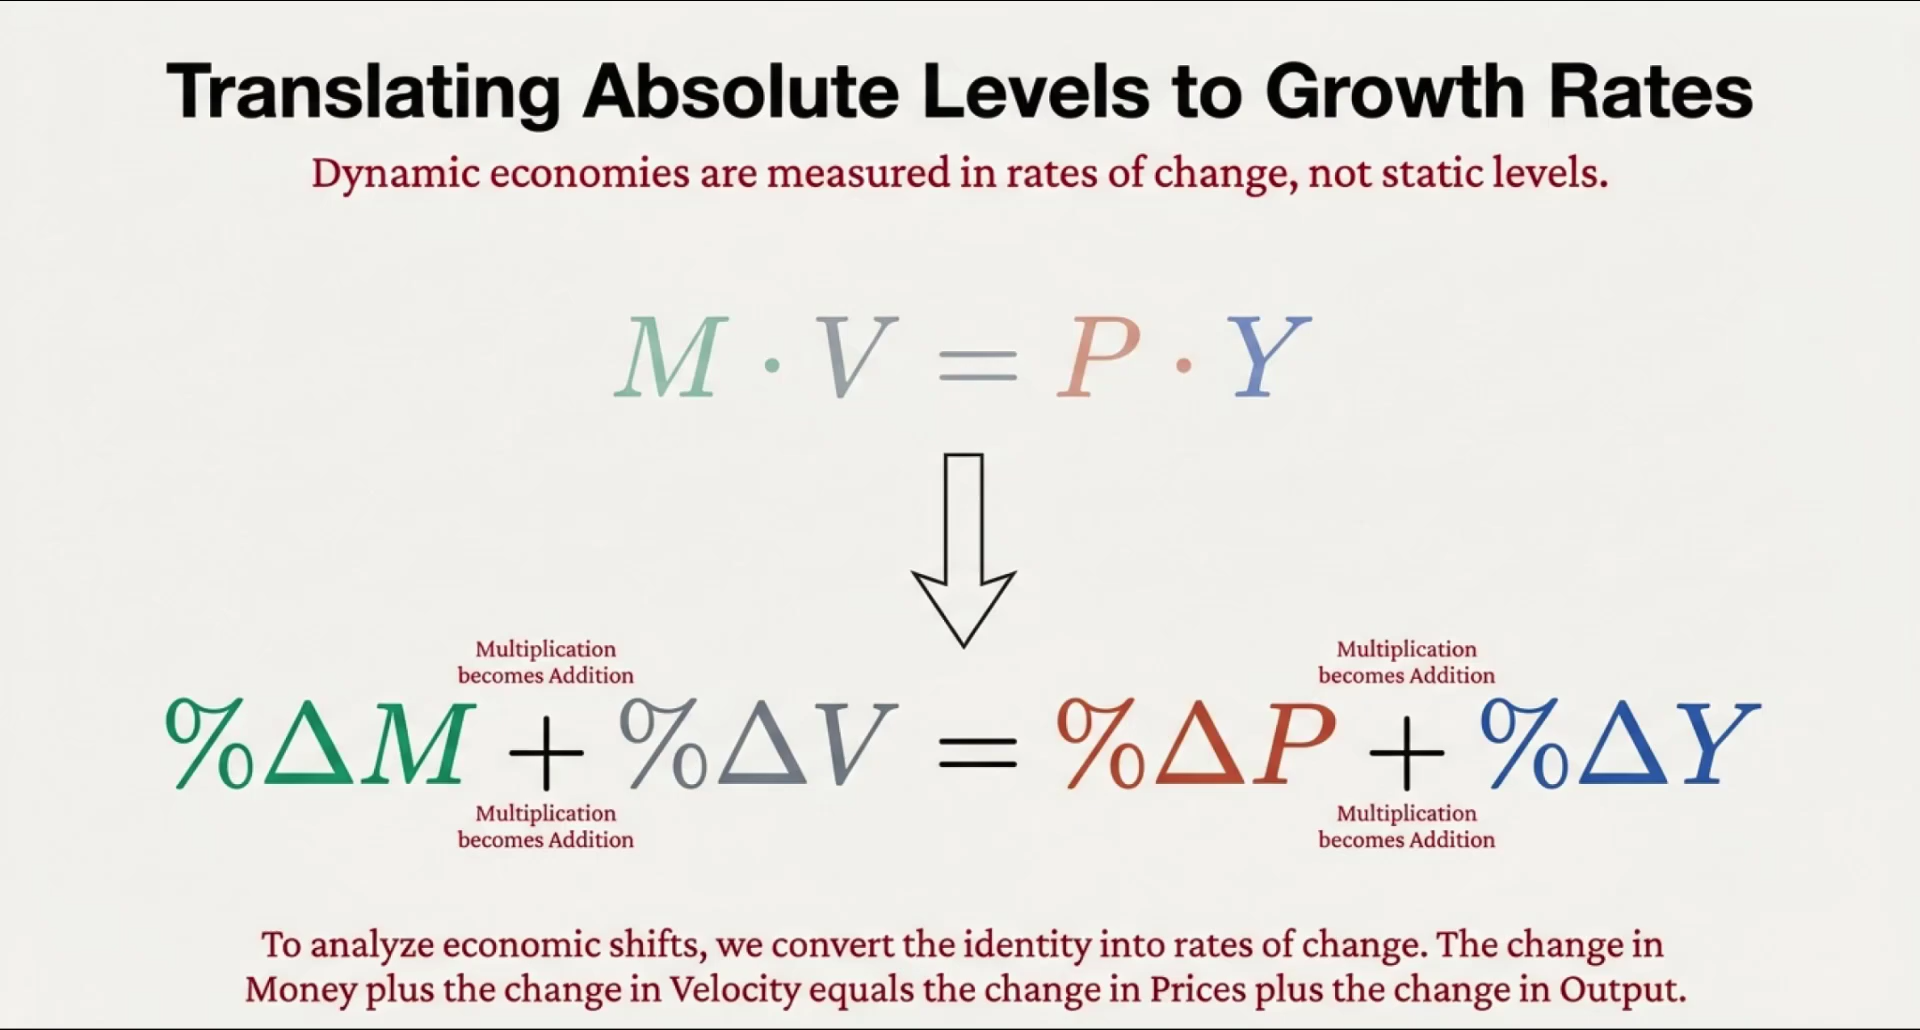 Translating Absolute Levels to Growth Rates
Dynamic economies are measured in rates of change, not static levels.
M · V = P · Y
Multiplication
becomes Addition
Multiplication
becomes Addition
%ΔM + %ΔV = %ΔP + %ΔY
Multiplication
becomes Addition
Multiplication
becomes Addition
To analyze economic shifts, we convert the identity into rates of change. The change in
Money plus the change in Velocity equals the change in Prices plus the change in Output.